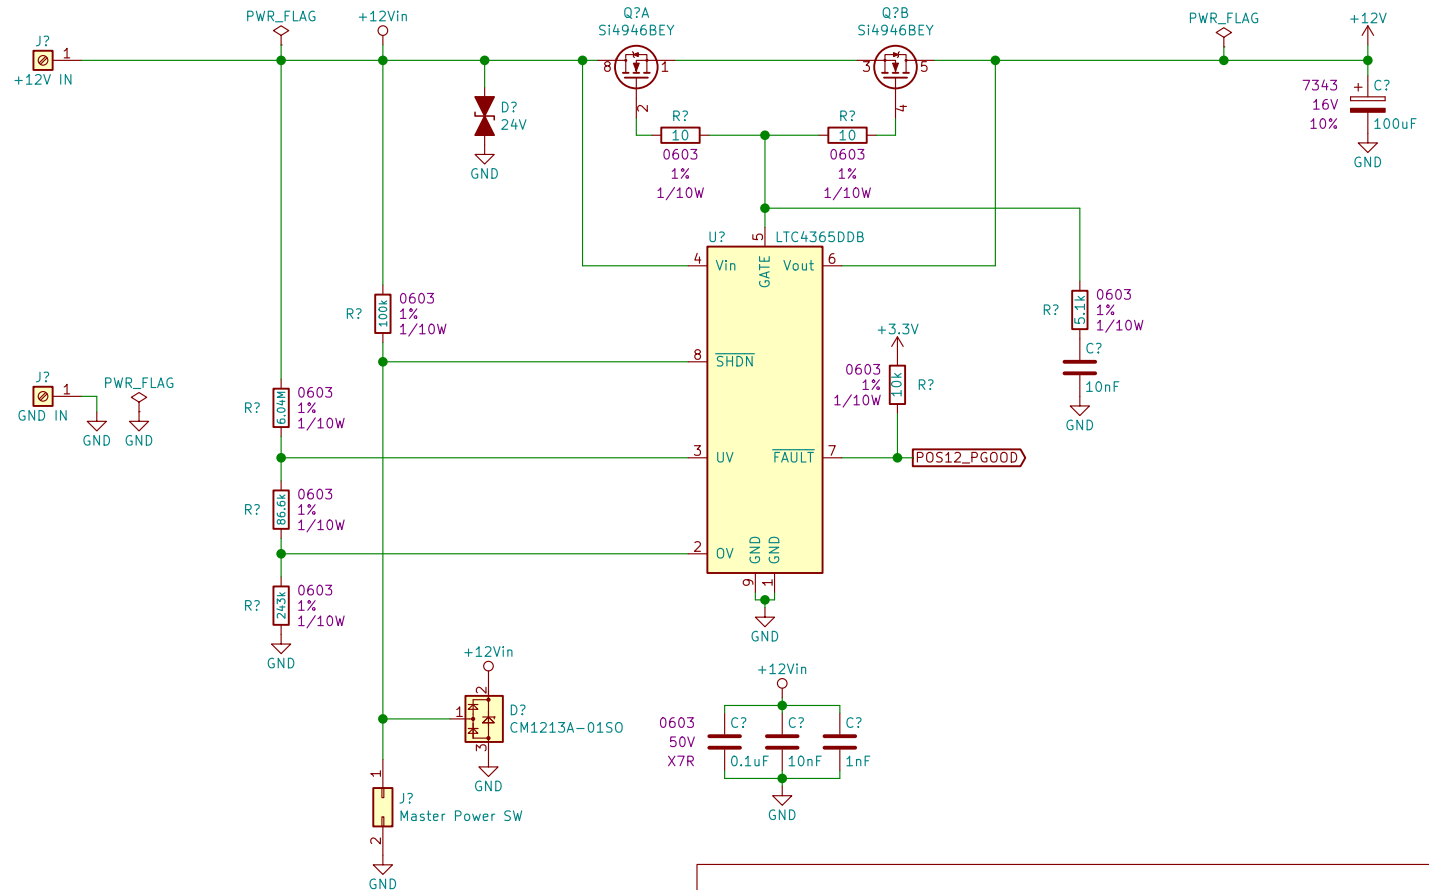 PWR_FLAG
+12Vin
Q?A
Si4946BEY
Q?B
Si4946BEY
PWR_FLAG
+12V
J?
1
+12V IN
8
1
2
3
5
4
D?
24V
GND
R?
10
0603
1%
1/10W
R?
10
0603
1%
1/10W
7343
16V
10%
+
C?
100uF
GND
U?
LTC4365DDB
5
GATE
4
Vin
Vout
6
R?
100k
0603
1%
1/10W
R?
5.1k
0603
1%
1/10W
C?
10nF
GND
+3.3V
0603
1%
1/10W
10k
R?
8
SHDN
J?
1
GND IN
GND
PWR_FLAG
GND
R?
6.04M
0603
1%
1/10W
3
UV
FAULT
7
POS12_PGOOD
R?
86.6k
0603
1%
1/10W
2
OV
GND
GND
9
1
GND
R?
243k
0603
1%
1/10W
GND
+12Vin
2
1
3
D?
CM1213A-01SO
GND
+12Vin
0603
50V
X7R
C?
0.1uF
C?
10nF
C?
1nF
GND
1
J?
Master Power SW
2
GND